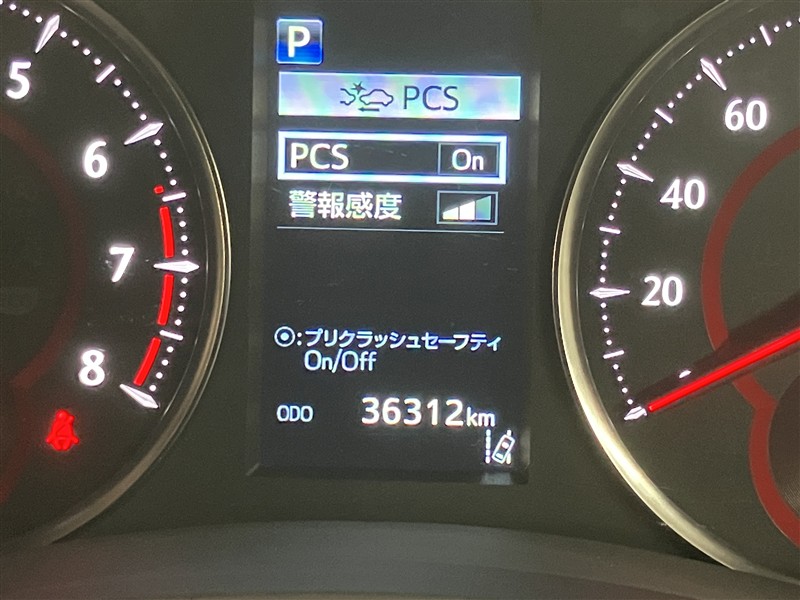 P
PCS
PCS On
警報感度
⦿:プリクラッシュセーフティ
On/Off
ODO 36312km
5
6
7
8
60
40
20